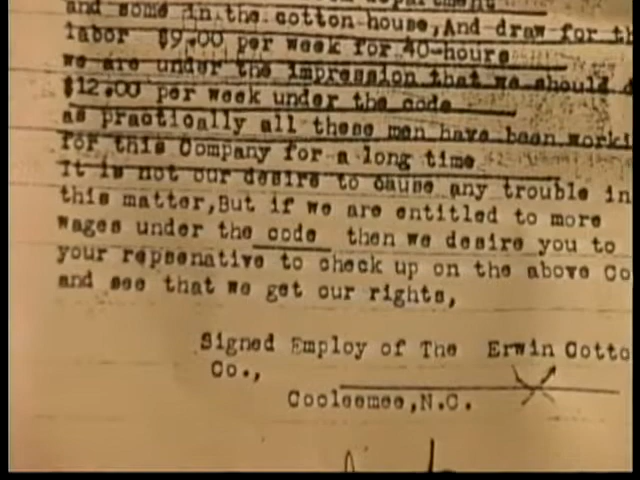 and some in the cotton house,And draw for
labor $9.00 per week for 40-hours
we are under the impression that we should
$12.00 per week under the code
as practically all these men have been
for this Company for a long time
It is not our desire to cause any trouble in
this matter,But if we are entitled to more
wages under the code then we desire you to
your repsenative to check up on the above Co
and see that we get our rights,
Signed Employ of The Erwin Cotto
Co.,
Cooleemee,N.C.